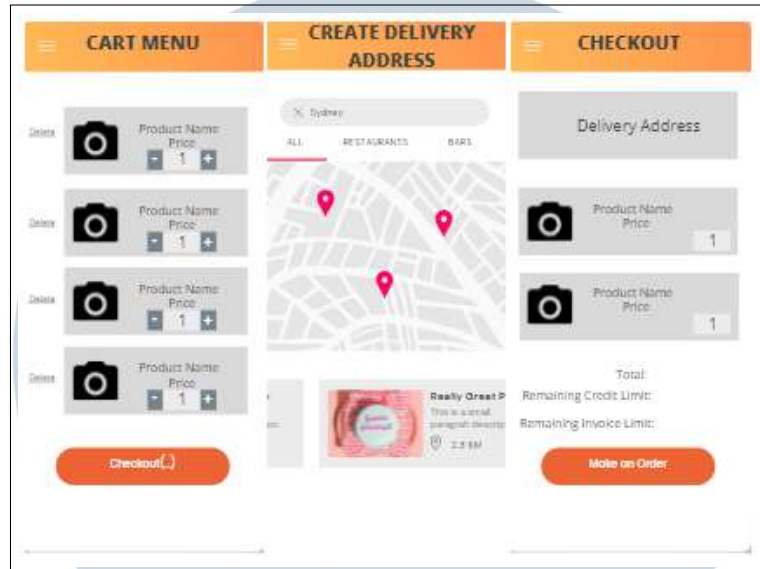 CART MENU
Delete
Product Name
Price
- 1 +
Delete
Product Name
Price
- 1 +
Delete
Product Name
Price
- 1 +
Delete
Product Name
Price
- 1 +
Checkout(..)
CREATE DELIVERY
ADDRESS
Sydney
ALL RESTAURANTS BARS
Really Great P
This is a small
paragraph
2.8 KM
CHECKOUT
Delivery Address
Product Name
Price
1
Product Name
Price
1
Total:
Remaining Credit Limit:
Remaining Invoice Limit:
Make an Order